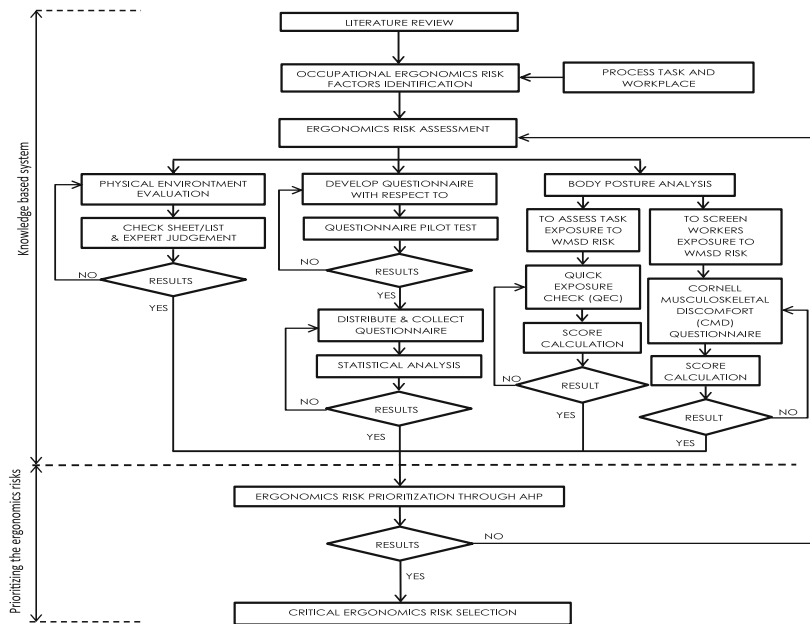 LITERATURE REVIEW
OCCUPATIONAL ERGONOMICS RISK
FACTORS IDENTIFICATION
PROCESS TASK AND
WORKPLACE
ERGONOMICS RISK ASSESSMENT
Knowledge based system
PHYSICAL ENVIRONTMENT
EVALUATION
CHECK SHEET/LIST
& EXPERT JUDGEMENT
NO
RESULTS
YES
DEVELOP QUESTIONNAIRE
WITH RESPECT TO
QUESTIONNAIRE PILOT TEST
NO
RESULTS
YES
DISTRIBUTE & COLLECT
QUESTIONNAIRE
STATISTICAL ANALYSIS
NO
RESULTS
YES
BODY POSTURE ANALYSIS
TO ASSESS TASK
EXPOSURE TO
WMSD RISK
QUICK
EXPOSURE
CHECK (QEC)
SCORE
CALCULATION
NO
RESULT
YES
TO SCREEN
WORKERS
EXPOSURE TO
WMSD RISK
CORNELL
MUSCULOSKELETAL
DISCOMFORT
(CMD)
QUESTIONNAIRE
SCORE
CALCULATION
RESULT
NO
YES
Prioritizing the ergonomics risks
ERGONOMICS RISK PRIORITIZATION THROUGH AHP
RESULTS
NO
YES
CRITICAL ERGONOMICS RISK SELECTION